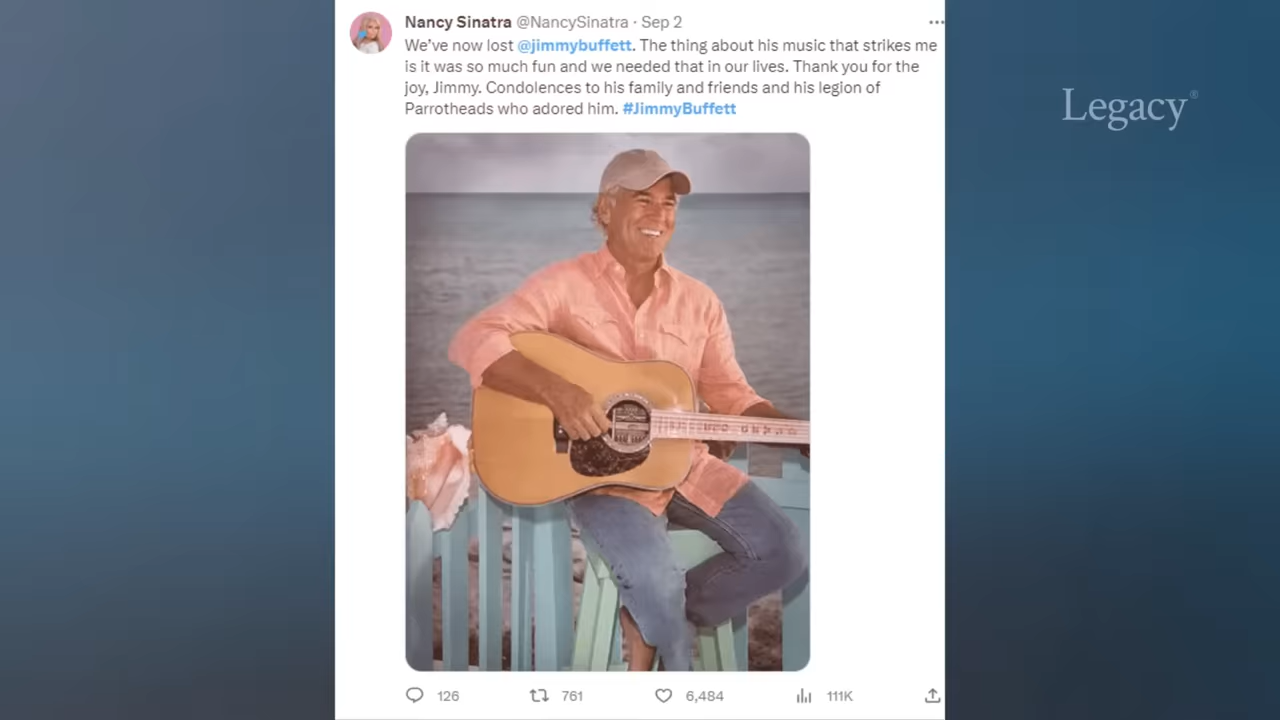 Nancy Sinatra @NancySinatra · Sep 2
We’ve now lost @jimmybuffett. The thing about his music that strikes me
is it was so much fun and we needed that in our lives. Thank you for the
joy, Jimmy. Condolences to his family and friends and his legion of
Parrotheads who adored him. #JimmyBuffett
Legacy®
126 761 6,484 111K